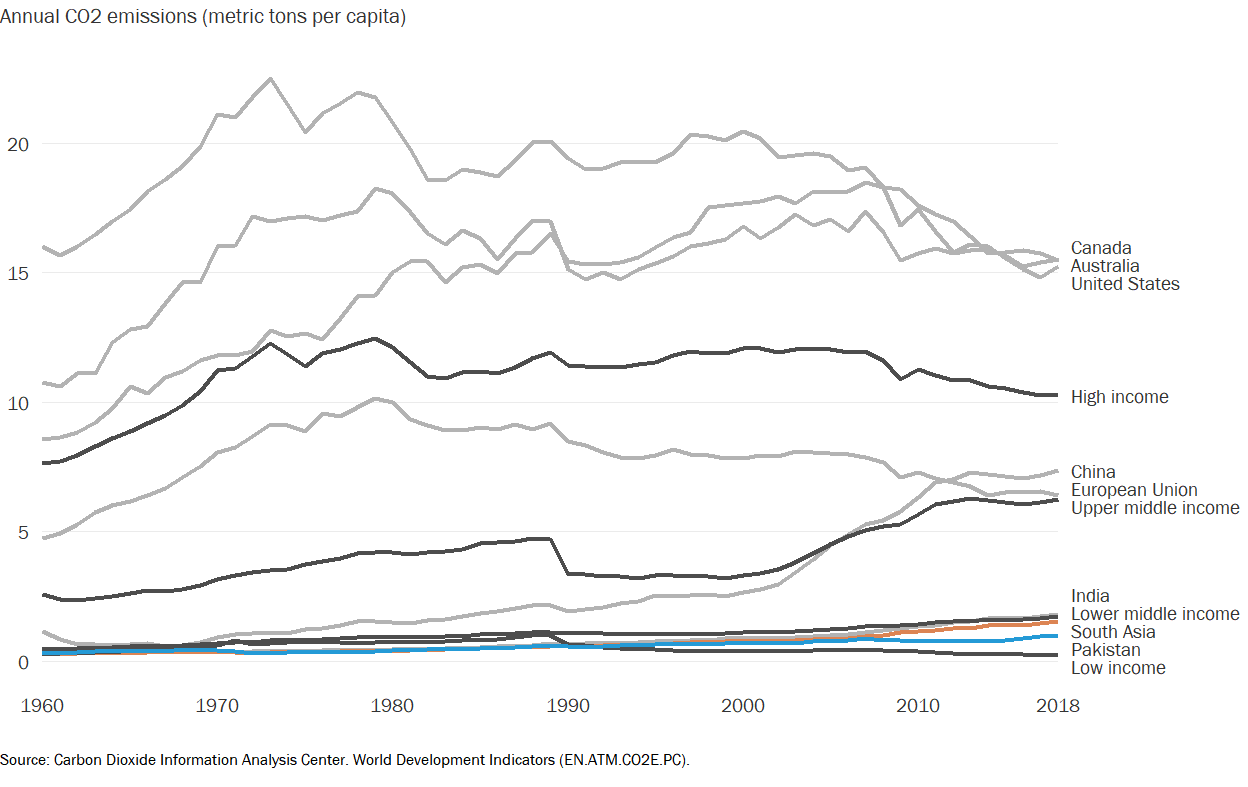 Annual CO2 emissions (metric tons per capita)
20
15
10
5
0
Canada
Australia
United States
High income
China
European Union
Upper middle income
India
Lower middle income
South Asia
Pakistan
Low income
1960 1970 1980 1990 2000 2010 2018
Source: Carbon Dioxide Information Analysis Center. World Development Indicators (EN.ATM.CO2E.PC).